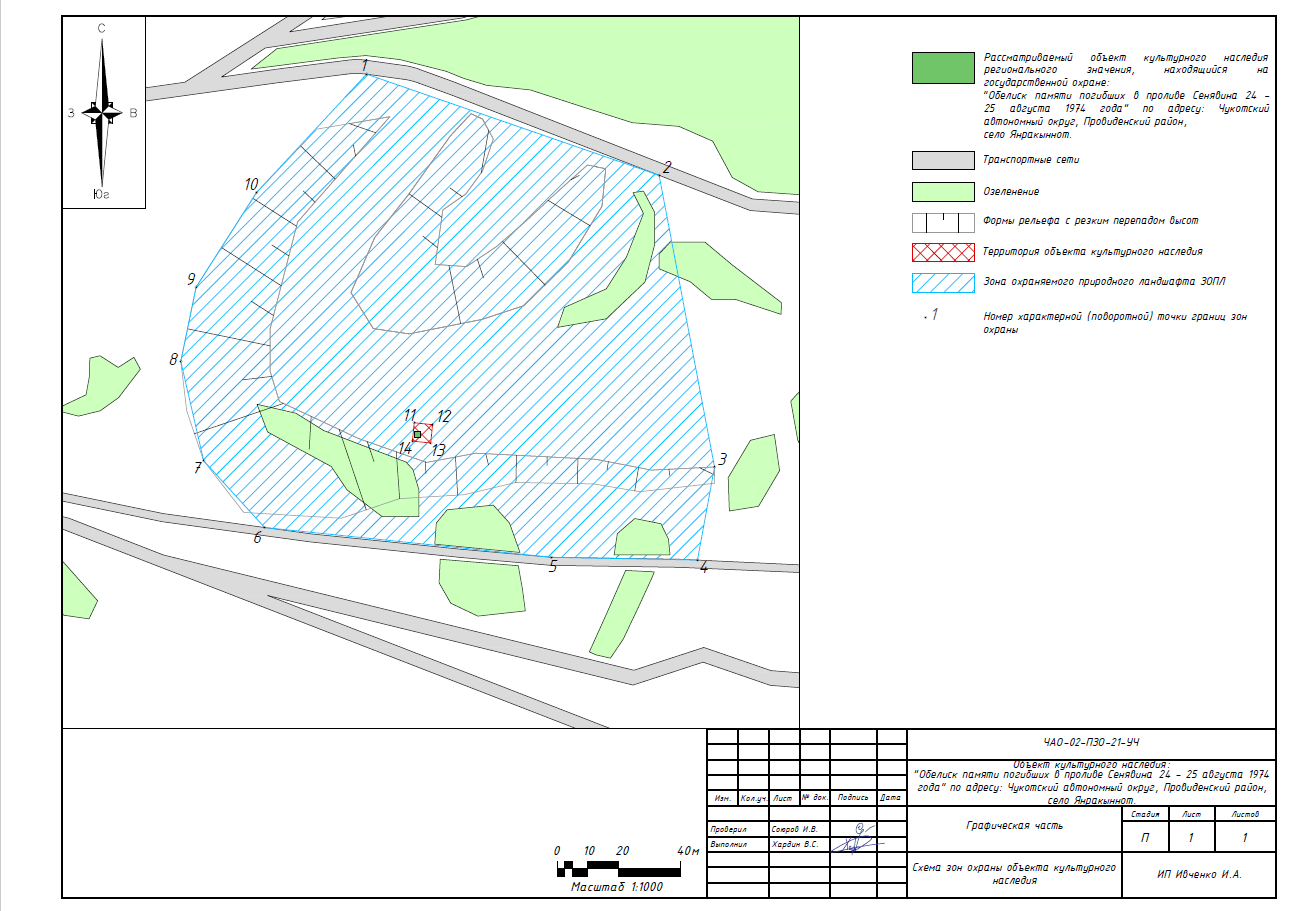 С
З
В
Юг
1
2
3
4
5
6
7
8
9
10
11
12
13
14
Рассматриваемый объект культурного наследия
регионального значения, находящийся на
государственной охране:
"Обелиск памяти погибших в проливе Сенявина 24 –
25 августа 1974 года" по адресу: Чукотский
автономный округ, Провиденский район,
село Янракыннот.
Транспортные сети
Озеленение
Формы рельефа с резким перепадом высот
Территория объекта культурного наследия
Зона охраняемого природного ландшафта ЗОПЛ
.1
Номер характерной (поворотной) точки границ зон
охраны
0 10 20 40м
Масштаб 1:1000
ЧАО-02-ПЗО-21-УЧ
Объект культурного наследия:
"Обелиск памяти погибших в проливе Сенявина 24 – 25 августа 1974
года" по адресу: Чукотский автономный округ, Провиденский район,
село Янракыннот.
Изм. Кол.уч. Лист № док. Подпись Дата
Проверил Союров И.В.
Выполнил Хардин В.С.
Графическая часть
Стадия Лист Листов
П 1 1
Схема зон охраны объекта культурного
наследия
ИП Ивченко И.А.